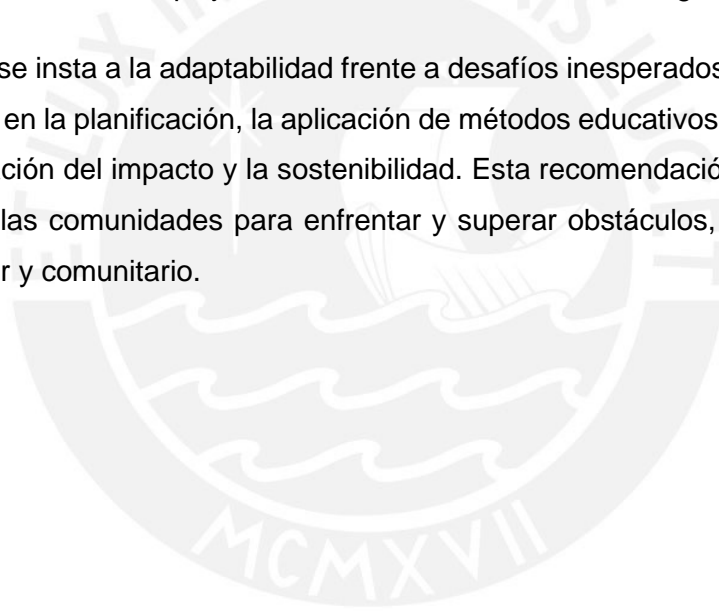 se insta a la adaptabilidad frente a desafíos inesperados
en la planificación, la aplicación de métodos educativos
ción del impacto y la sostenibilidad. Esta recomendació
las comunidades para enfrentar y superar obstáculos,
r y comunitario.
MCMXVII